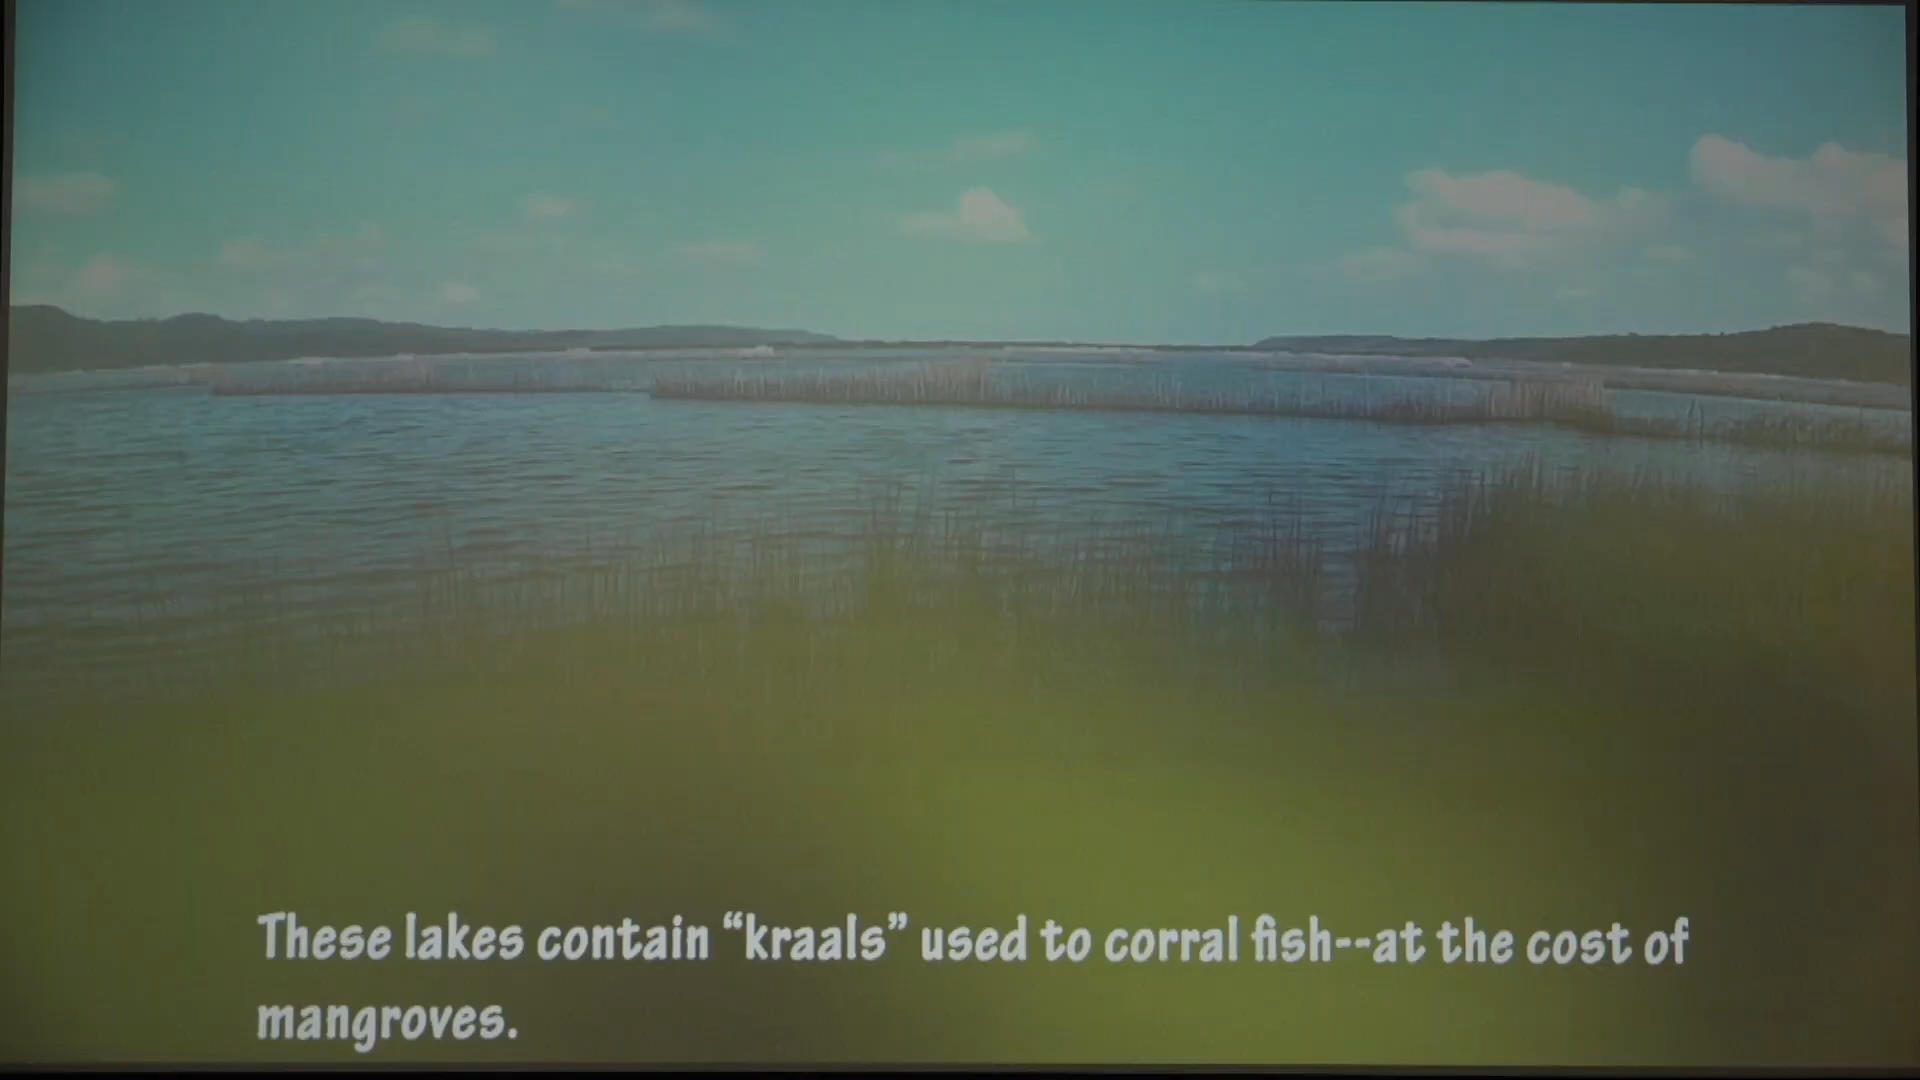 These lakes contain “kraals” used to corral fish--at the cost of
mangroves.